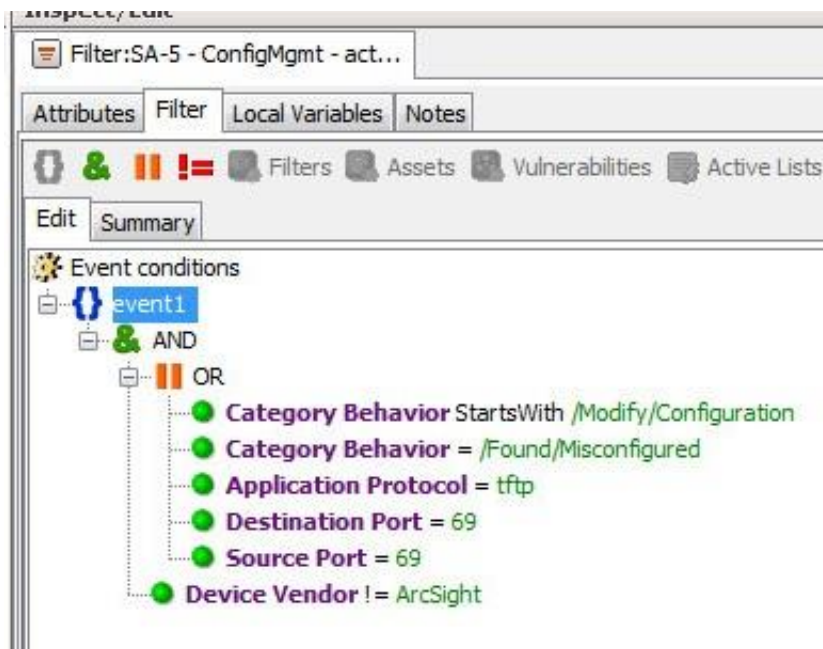 Inspect/Edit
Filter:SA-5 - ConfigMgmt - act...
Attributes Filter Local Variables Notes
{} & != Filters Assets Vulnerabilities Active Lists
Edit Summary
Event conditions
{} event1
& AND
OR
Category Behavior StartsWith /Modify/Configuration
Category Behavior = /Found/Misconfigured
Application Protocol = tftp
Destination Port = 69
Source Port = 69
Device Vendor != ArcSight